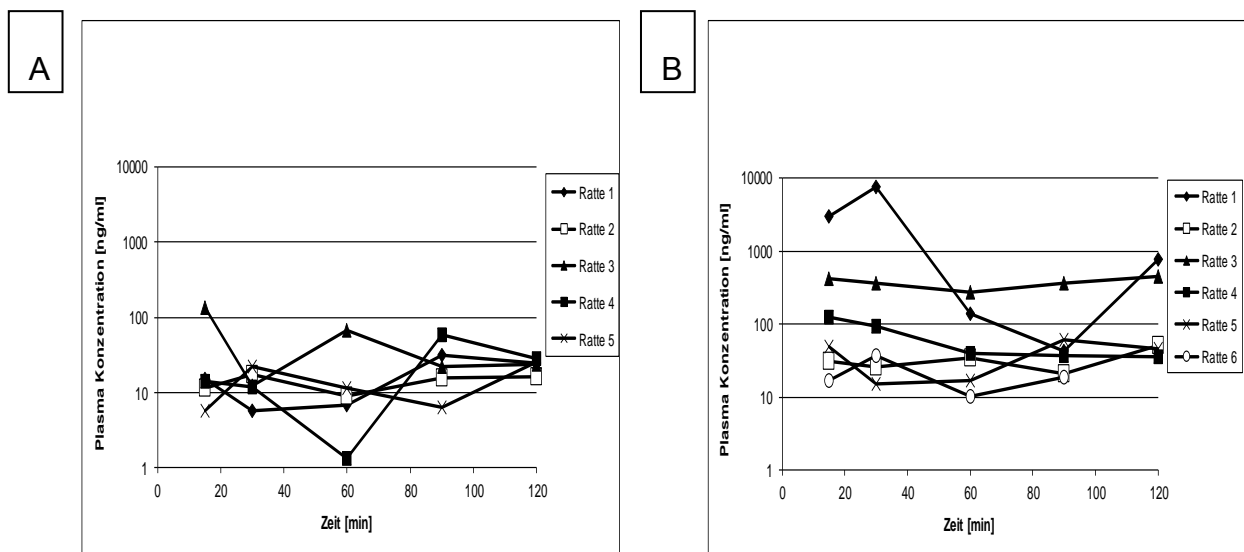 A
Plasma Konzentration [ng/ml]
10000
1000
100
10
1
0
20
40
60
80
100
120
Zeit [min]
Ratte 1
Ratte 2
Ratte 3
Ratte 4
Ratte 5
B
Plasma Konzentration [ng/ml]
10000
1000
100
10
1
0
20
40
60
80
100
120
Zeit [min]
Ratte 1
Ratte 2
Ratte 3
Ratte 4
Ratte 5
Ratte 6